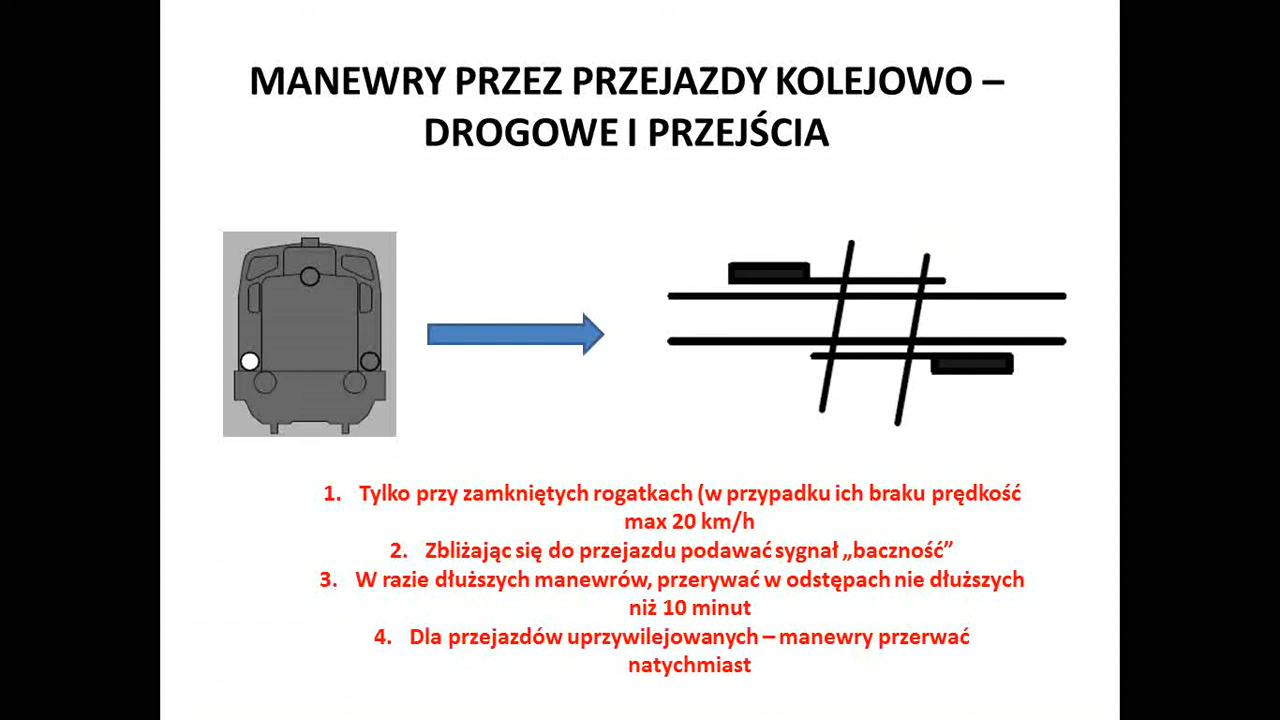 MANEWRY PRZEZ PRZEJAZDY KOLEJOWO –
DROGOWE I PRZEJŚCIA
1. Tylko przy zamkniętych rogatkach (w przypadku ich braku prędkość
max 20 km/h
2. Zbliżając się do przejazdu podawać sygnał „baczność”
3. W razie dłuższych manewrów, przerywać w odstępach nie dłuższych
niż 10 minut
4. Dla przejazdów uprzywilejowanych – manewry przerwać
natychmiast